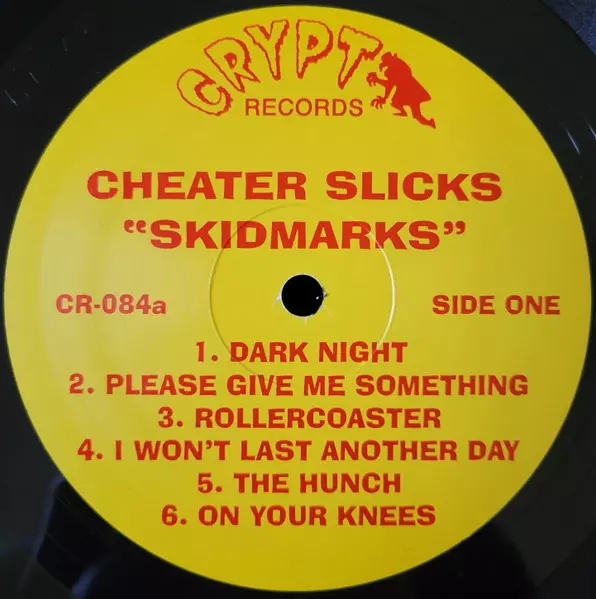 CRYPT
RECORDS
CHEATER SLICKS
“SKIDMARKS”
CR-084a
SIDE ONE
1. DARK NIGHT
2. PLEASE GIVE ME SOMETHING
3. ROLLERCOASTER
4. I WON'T LAST ANOTHER DAY
5. THE HUNCH
6. ON YOUR KNEES